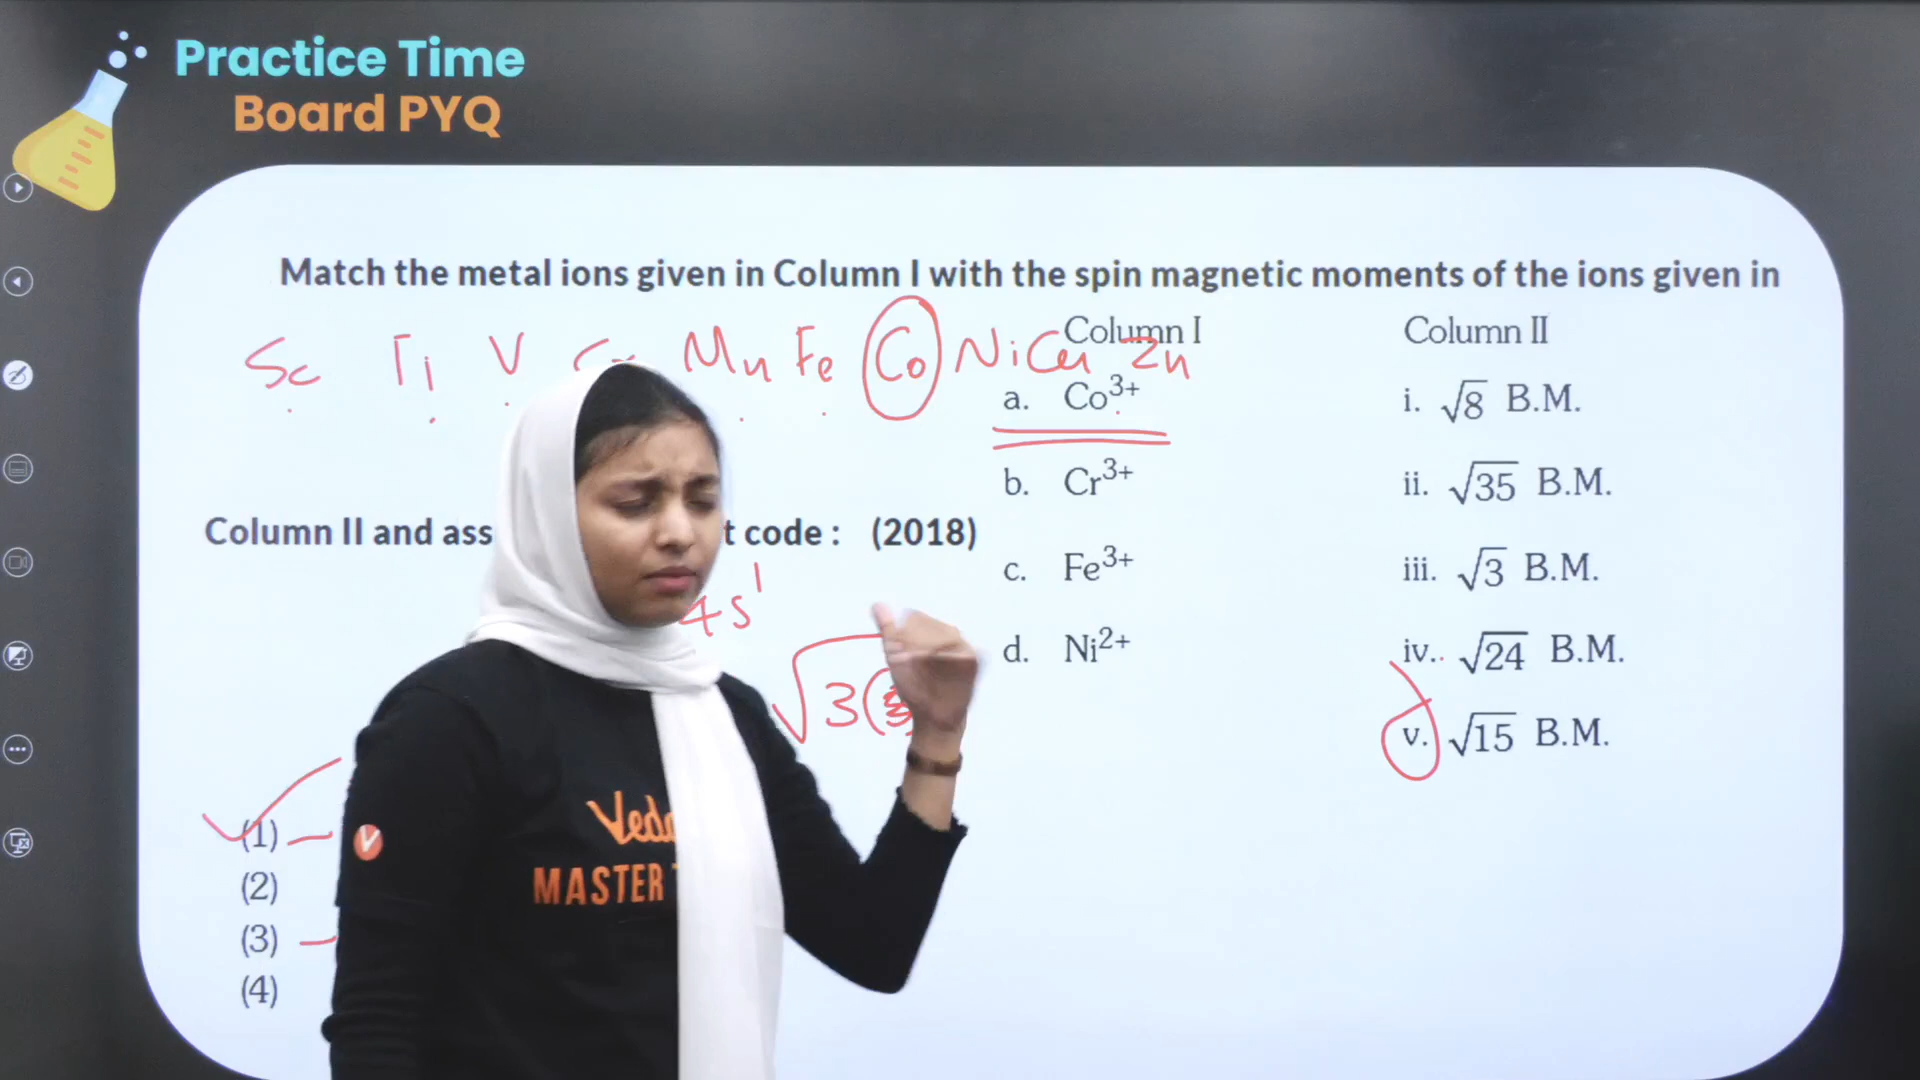 Practice Time
Board PYQ
Match the metal ions given in Column I with the spin magnetic moments of the ions given in
Sc Ti V Mn Fe Co Ni Cu Zn
Column I Column II
a. Co³⁺ i. √8 B.M.
b. Cr³⁺ ii. √35 B.M.
Column II and code : (2018)
c. Fe³⁺ iii. √3 B.M.
4s¹
d. Ni²⁺ iv. √24 B.M.
√3(
v. √15 B.M.
(1)
(2)
(3)
(4)
V
MASTER